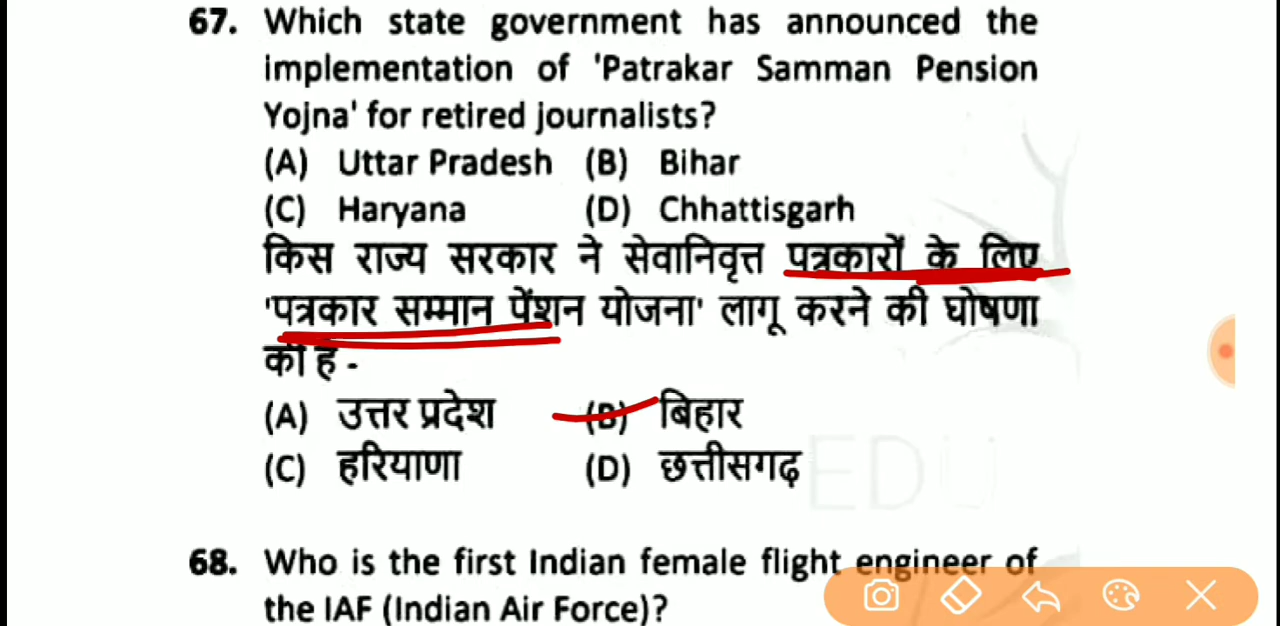 67. Which state government has announced the
implementation of 'Patrakar Samman Pension
Yojna' for retired journalists?
(A) Uttar Pradesh (B) Bihar
(C) Haryana (D) Chhattisgarh
किस राज्य सरकार ने सेवानिवृत्त पत्रकारों के लिए
'पत्रकार सम्मान पेंशन योजना' लागू करने की घोषणा
की है -
(A) उत्तर प्रदेश (B) बिहार
(C) हरियाणा (D) छत्तीसगढ़
EDU
68. Who is the first Indian female flight engineer of
the IAF (Indian Air Force)?